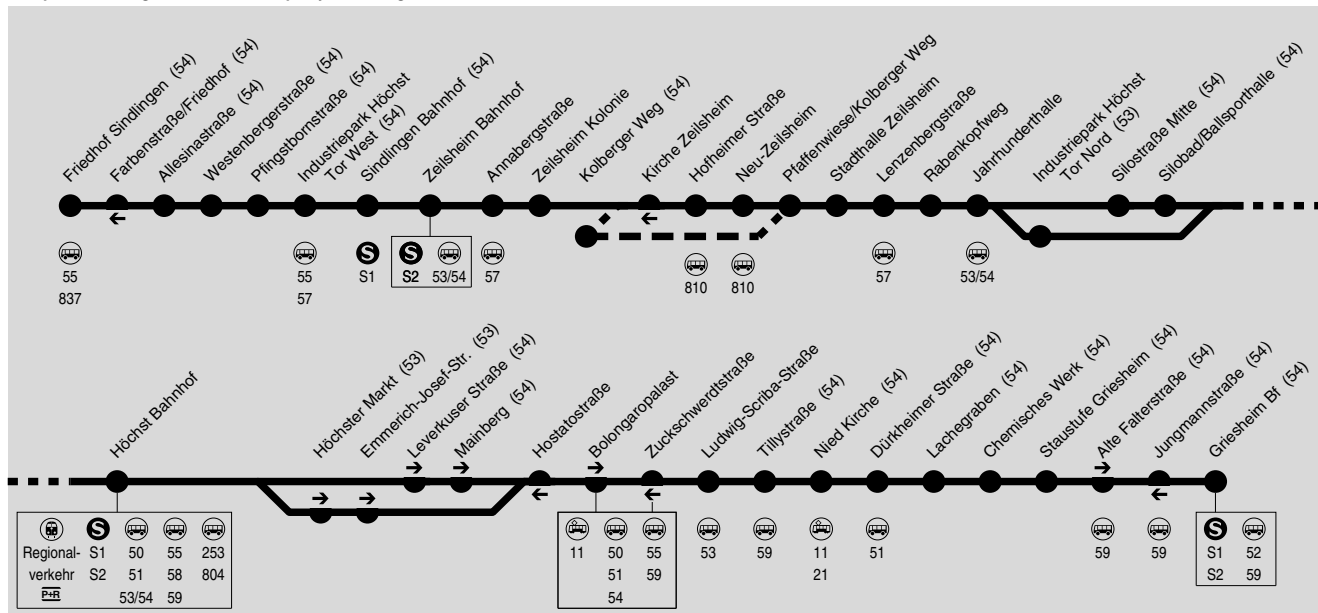 Friedhof Sindlingen (54)
Farbenstraße/Friedhof (54)
Allesinastraße (54)
Westenbergerstraße (54)
Pfingstbornstraße (54)
Industriepark Höchst
Tor West (54)
Sindlingen Bahnhof (54)
Zeilsheim Bahnhof
Annabergstraße
Zeilsheim Kolonie
Kolberger Weg (54)
Kirche Zeilsheim
Hofheimer Straße
Neu-Zeilsheim
Pfaffenwiese/Kolberger Weg
Stadthalle Zeilsheim
Lenzenbergstraße
Rabenkopfweg
Jahrhunderthalle
Industriepark Höchst
Tor Nord (53)
Silostraße Mitte (54)
Silobad/Ballsporthalle (54)
S S
55 55 S1 S2 53/54 57 810 810 57 53/54
837 57
Höchst Bahnhof
Höchster Markt (53)
Emmerich-Josef-Str. (53)
Leverkuser Straße (54)
Mainberg (54)
Hostatostraße
Bolongaropalast
Zuckschwerdtstraße
Ludwig-Scriba-Straße
Tillystraße (54)
Nied Kirche (54)
Dürkheimer Straße (54)
Lachegraben (54)
Chemisches Werk (54)
Staustufe Griesheim (54)
Alte Falterstraße (54)
Jungmannstraße (54)
Griesheim Bf (54)
S S
Regional- S1 50 55 253 11 50 55 53 59 11 51 59 59 S1 52
verkehr S2 51 58 804 51 59 21 S2 59
P+R 53/54 59 54